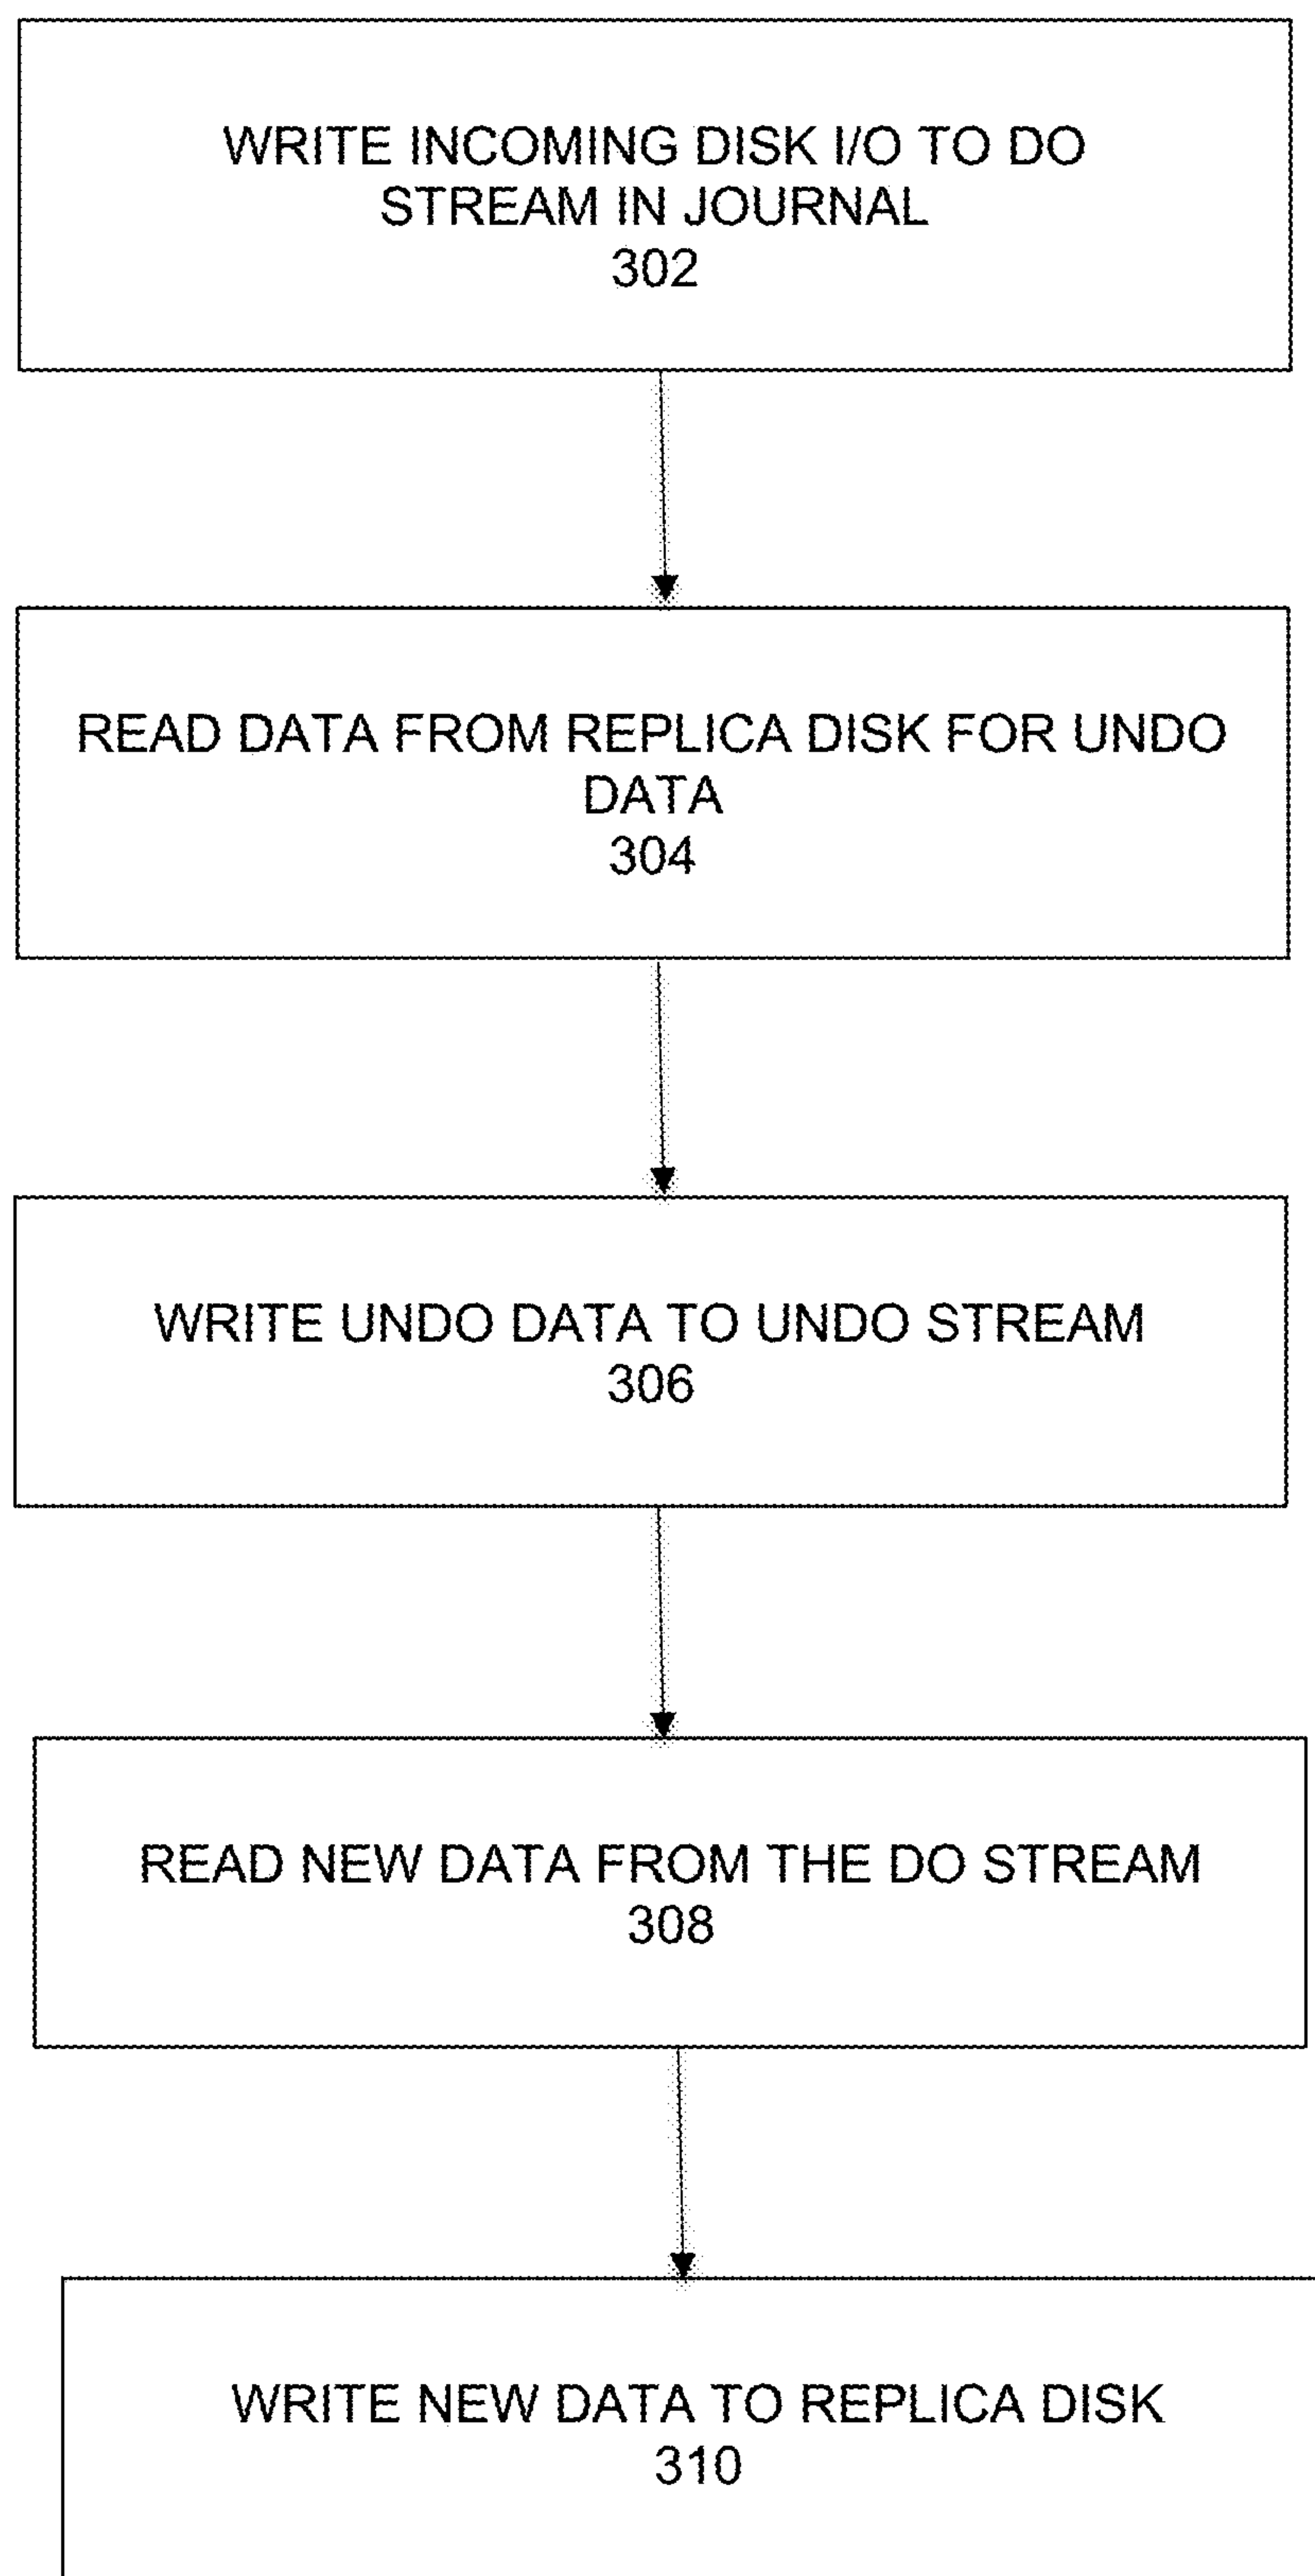 WRITE INCOMING DISK I/O TO DO
STREAM IN JOURNAL
302
READ DATA FROM REPLICA DISK FOR UNDO
DATA
304
WRITE UNDO DATA TO UNDO STREAM
306
READ NEW DATA FROM THE DO STREAM
308
WRITE NEW DATA TO REPLICA DISK
310